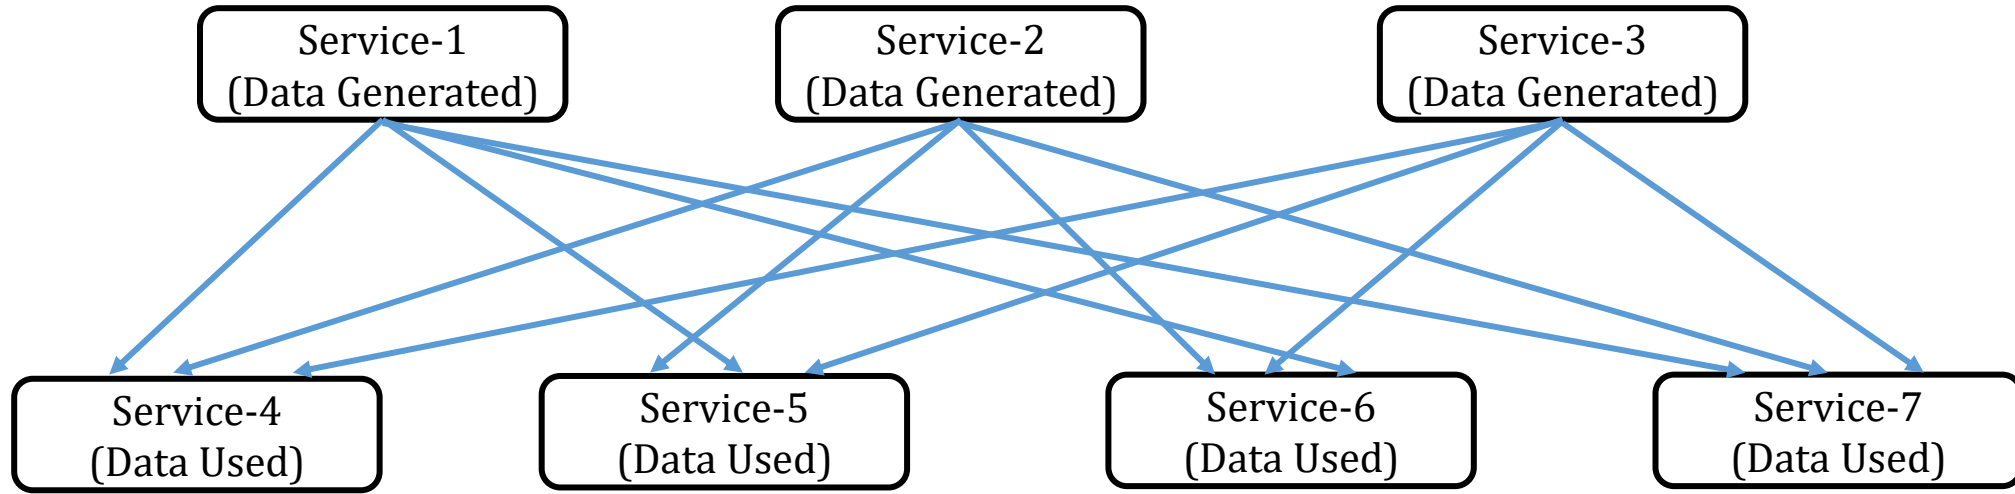 Service-1
(Data Generated)
Service-2
(Data Generated)
Service-3
(Data Generated)
Service-4
(Data Used)
Service-5
(Data Used)
Service-6
(Data Used)
Service-7
(Data Used)